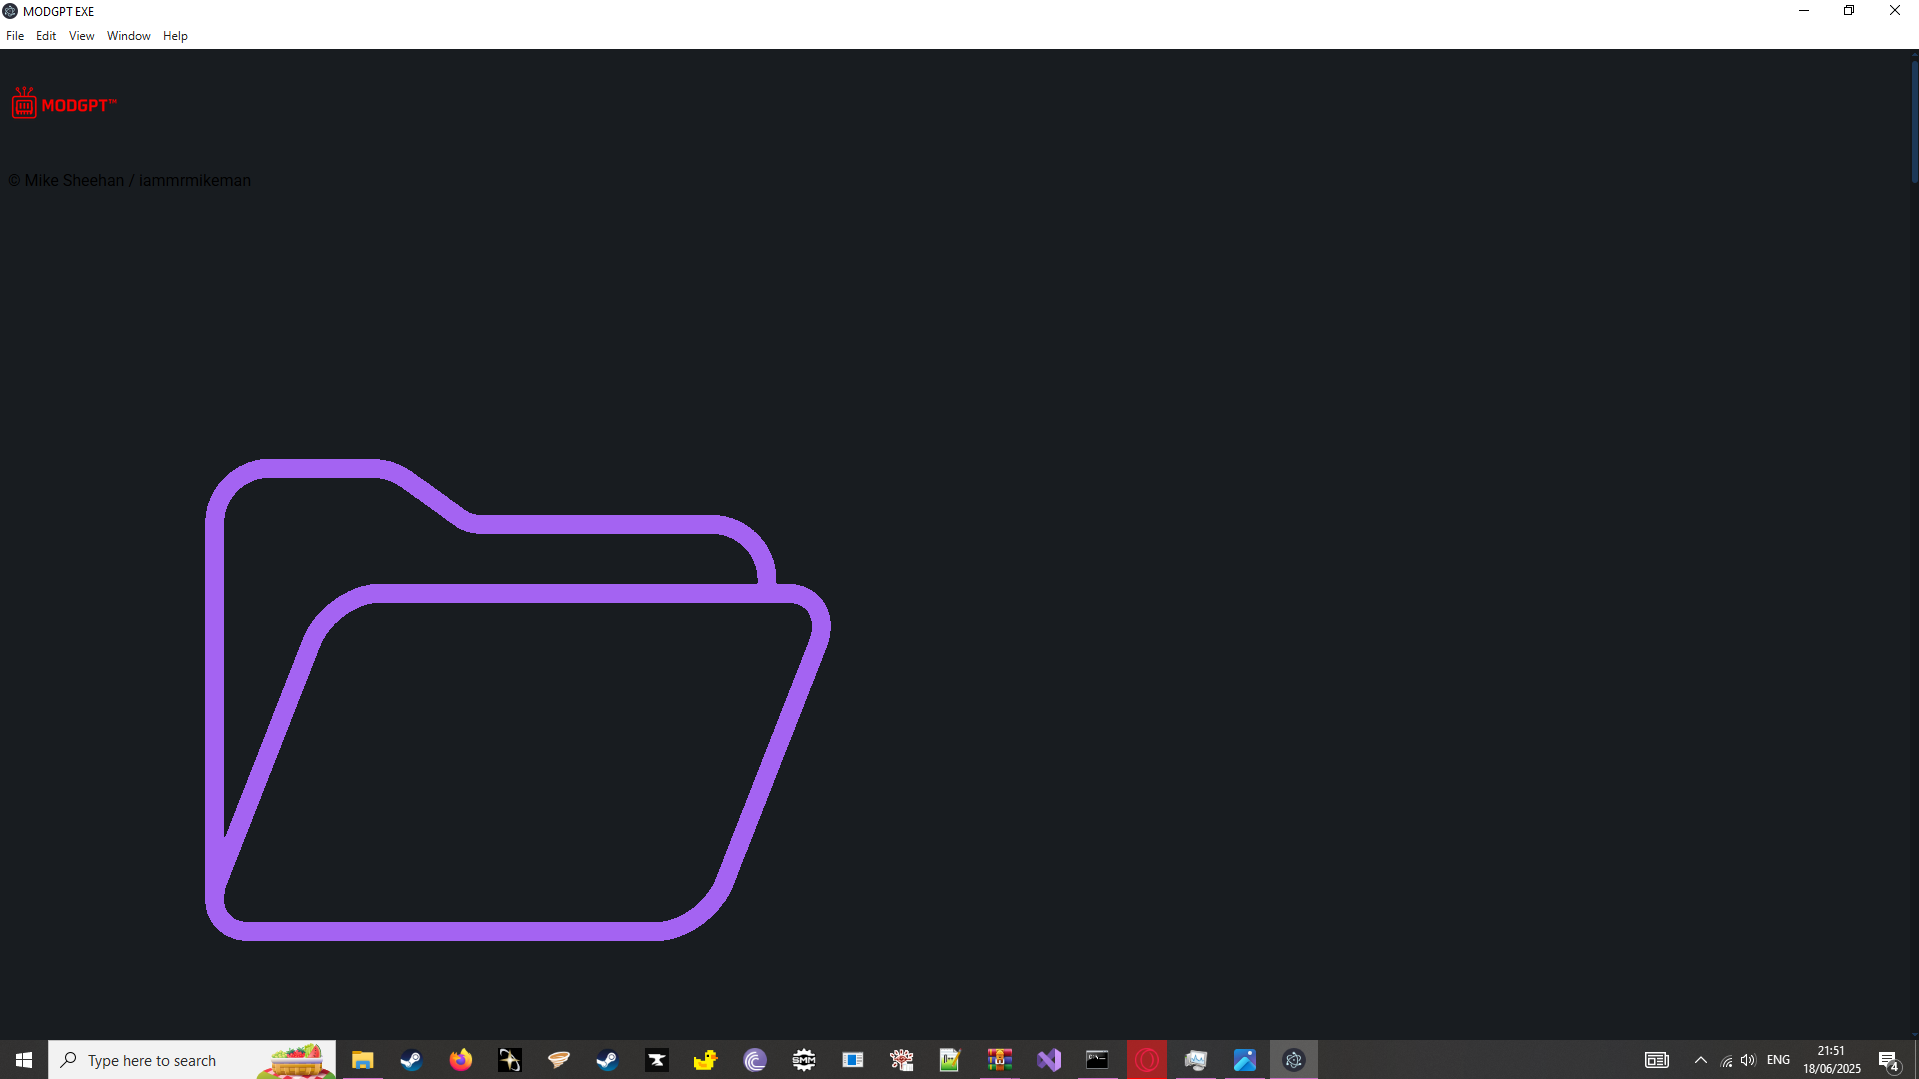 MODGPT EXE
File Edit View Window Help
MODGPT™
© Mike Sheehan / iammrmikeman
Type here to search
SMM
ENG
21:51
18/06/2025
4